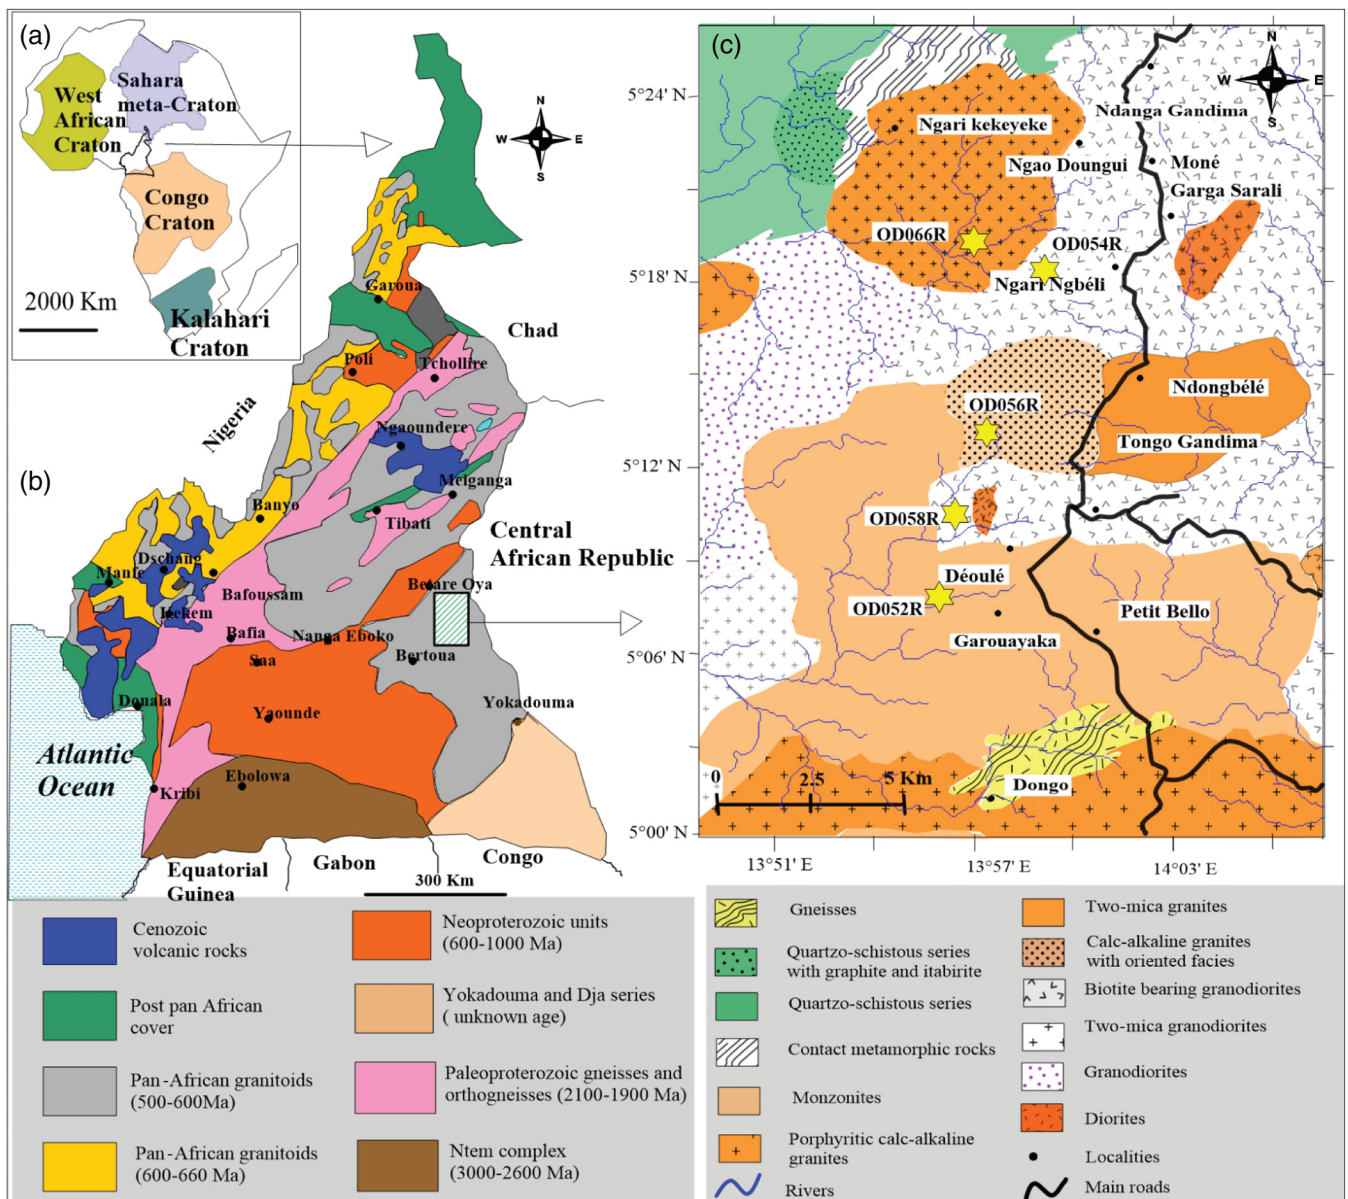 (a)
West
African
Craton
Sahara
meta-Craton
Congo
Craton
2000 Km
Kalahari
Craton
N
W
E
S
(b)
Garoua
Chad
Poli
Tchollire
Nigeria
Ngaoundere
Meiganga
Banyo
Tibati
Central
African Republic
Dschang
Manfe
Bafoussam
Betare Oya
Kekem
Bafia
Nanga Eboko
Saa
Bertoua
Douala
Yaounde
Yokadouma
Atlantic
Ocean
Ebolowa
Kribi
Equatorial
Guinea
Gabon
Congo
300 Km
Cenozoic
volcanic rocks
Post pan African
cover
Pan-African granitoids
(500-600Ma)
Pan-African granitoids
(600-660 Ma)
Neoproterozoic units
(600-1000 Ma)
Yokadouma and Dja series
( unknown age)
Paleoproterozoic gneisses and
orthogneisses (2100-1900 Ma)
Ntem complex
(3000-2600 Ma)
(c)
N
W
E
S
5°24' N
5°18' N
5°12' N
5°06' N
5°00' N
Ngari kekeyeke
Ndanga Gandima
Ngao Doungui
Moné
Garga Sarali
OD066R
OD054R
Ngari Ngbéli
Ndongbélé
OD056R
Tongo Gandima
OD058R
Déoulé
OD052R
Petit Bello
Garouayaka
Dongo
0
2.5
5 Km
13°51' E
13°57' E
14°03' E
Gneisses
Quartzo-schistous series
with graphite and itabirite
Quartzo-schistous series
Contact metamorphic rocks
Monzonites
Porphyritic calc-alkaline
granites
Rivers
Two-mica granites
Calc-alkaline granites
with oriented facies
Biotite bearing granodiorites
Two-mica granodiorites
Granodiorites
Diorites
Localities
Main roads